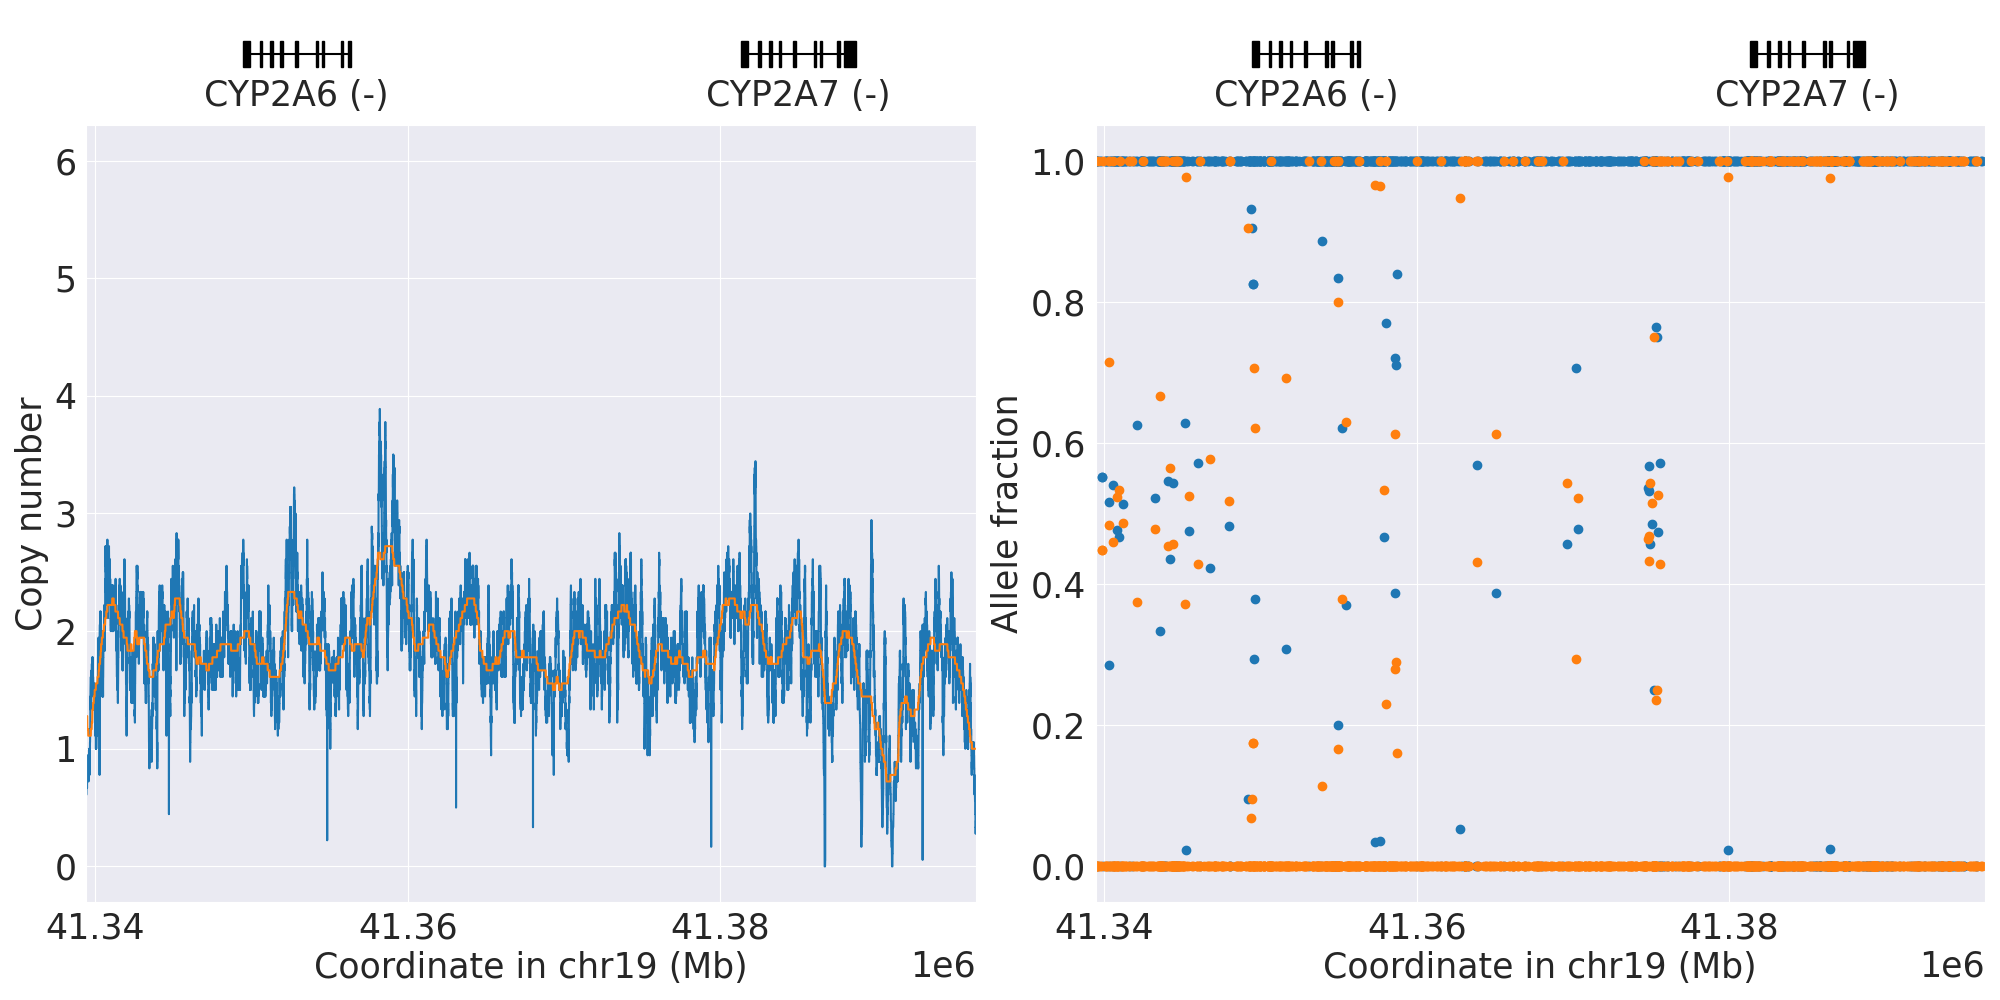 CYP2A6 (-)
CYP2A7 (-)
6
5
4
3
2
1
0
Copy number
41.34
41.36
41.38
Coordinate in chr19 (Mb)
1e6
CYP2A6 (-)
CYP2A7 (-)
1.0
0.8
0.6
0.4
0.2
0.0
Allele fraction
41.34
41.36
41.38
Coordinate in chr19 (Mb)
1e6